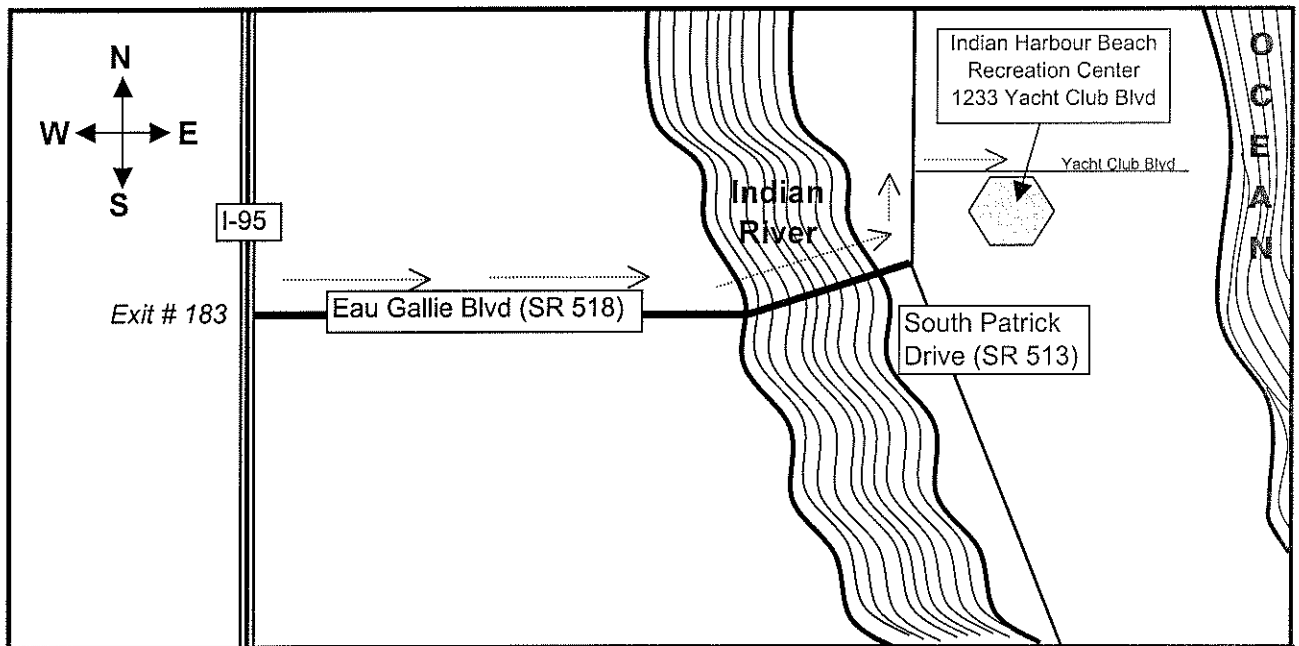 N
W E
S
I-95
Exit # 183
Eau Gallie Blvd (SR 518)
Indian
River
Indian Harbour Beach
Recreation Center
1233 Yacht Club Blvd
Yacht Club Blvd
South Patrick
Drive (SR 513)
OCEAN